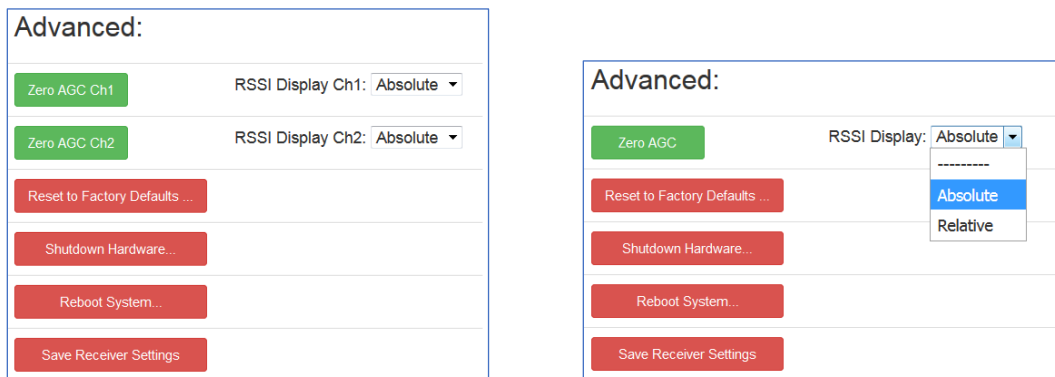 Advanced:
Zero AGC Ch1
RSSI Display Ch1: Absolute
Zero AGC Ch2
RSSI Display Ch2: Absolute
Reset to Factory Defaults ...
Shutdown Hardware...
Reboot System...
Save Receiver Settings
Advanced:
Zero AGC
RSSI Display: Absolute
---------
Absolute
Relative
Reset to Factory Defaults ...
Shutdown Hardware...
Reboot System...
Save Receiver Settings